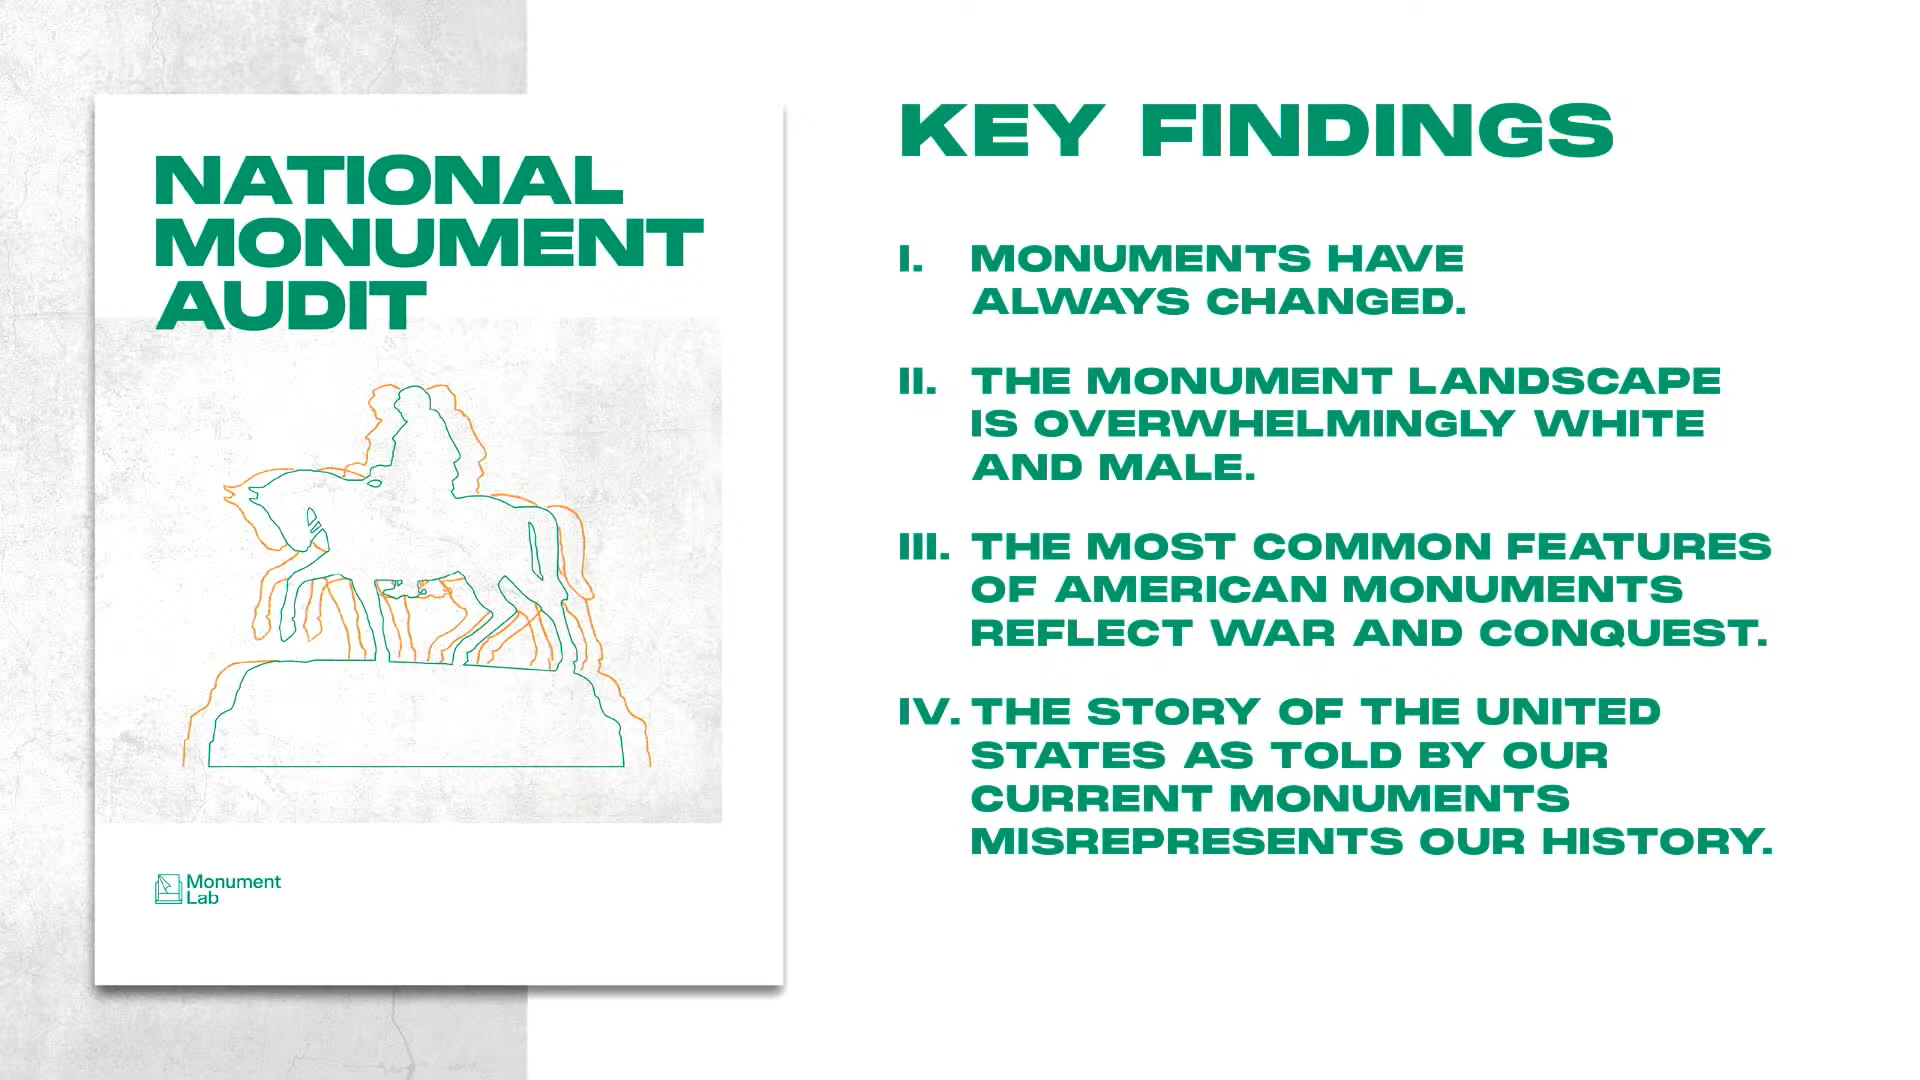 NATIONAL
MONUMENT
AUDIT
Monument
Lab
KEY FINDINGS
I. MONUMENTS HAVE
ALWAYS CHANGED.
II. THE MONUMENT LANDSCAPE
IS OVERWHELMINGLY WHITE
AND MALE.
III. THE MOST COMMON FEATURES
OF AMERICAN MONUMENTS
REFLECT WAR AND CONQUEST.
IV. THE STORY OF THE UNITED
STATES AS TOLD BY OUR
CURRENT MONUMENTS
MISREPRESENTS OUR HISTORY.